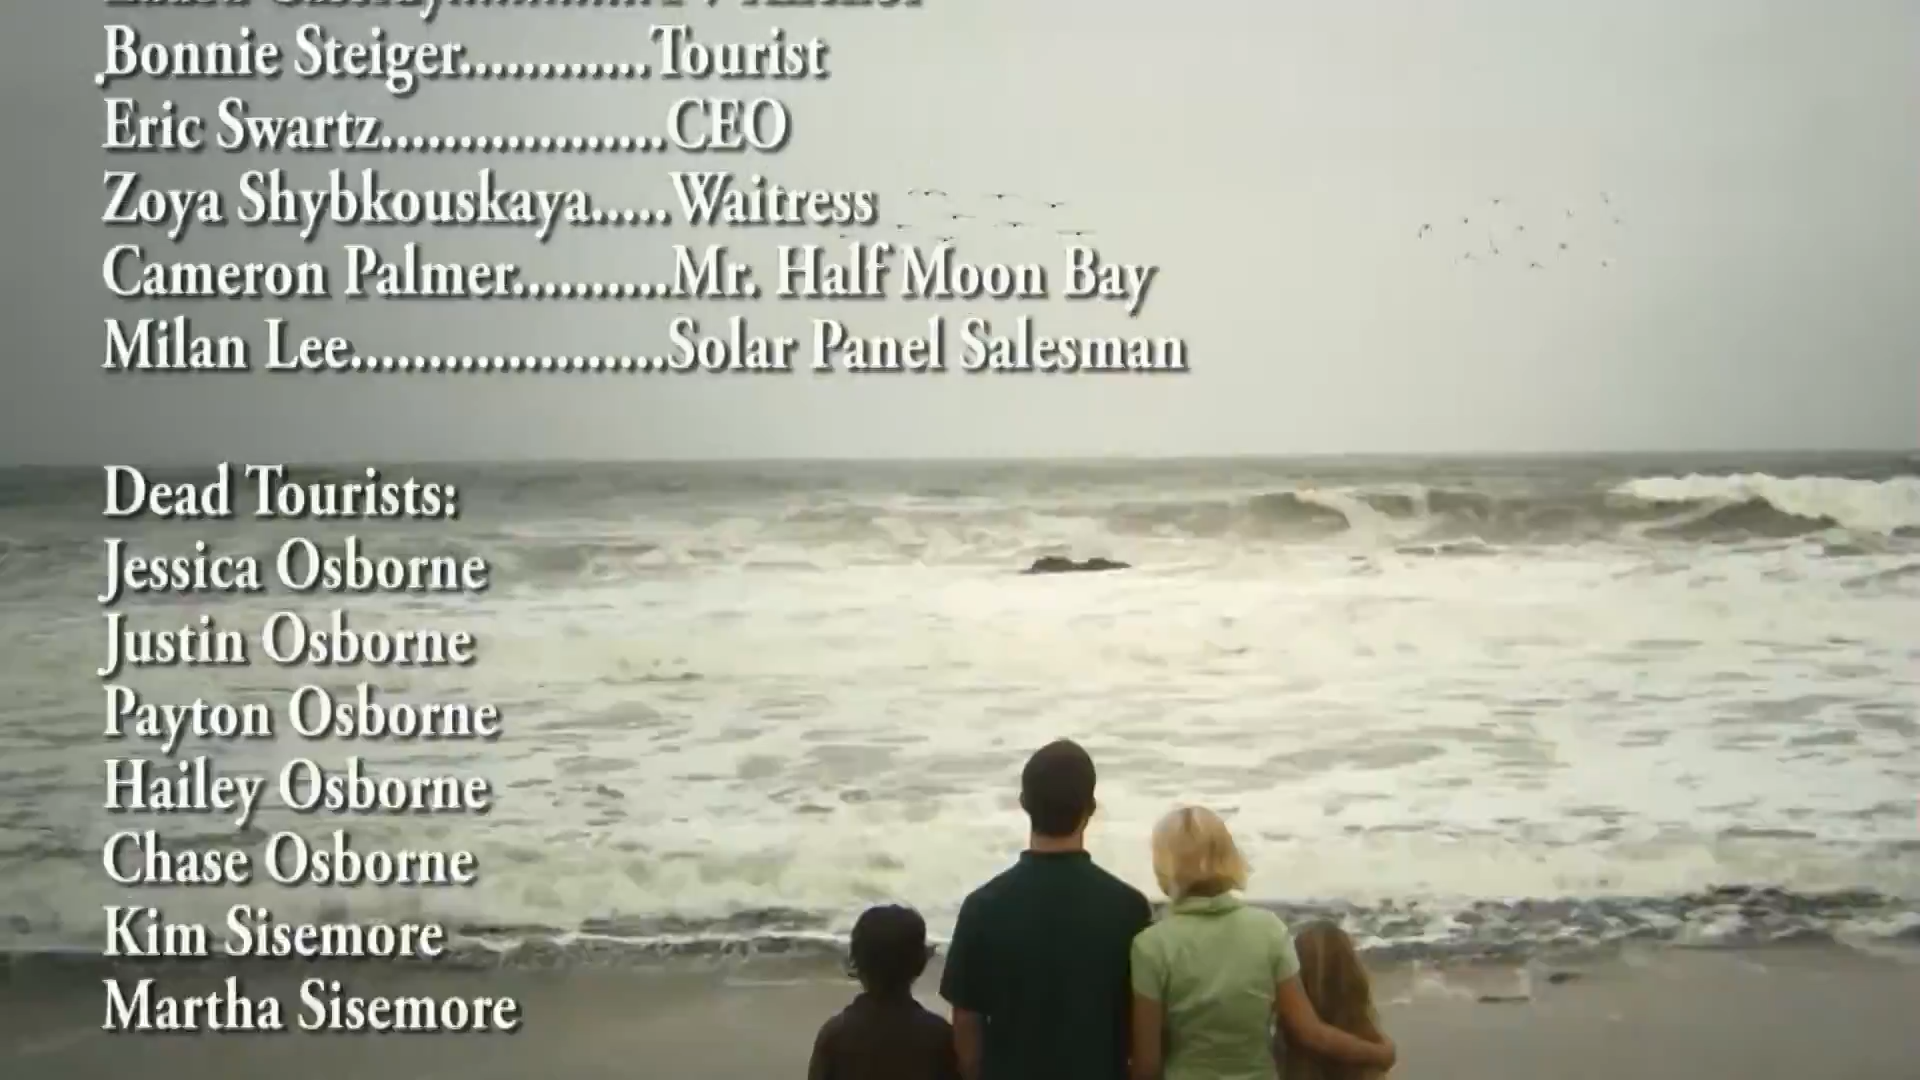 Bonnie Steiger............Tourist
Eric Swartz..................CEO
Zoya Shybkouskaya.....Waitress
Cameron Palmer..........Mr. Half Moon Bay
Milan Lee....................Solar Panel Salesman
Dead Tourists:
Jessica Osborne
Justin Osborne
Payton Osborne
Hailey Osborne
Chase Osborne
Kim Sisemore
Martha Sisemore